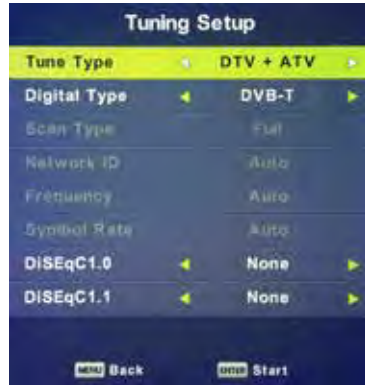 Tuning Setup
Tune Type DTV + ATV
Digital Type DVB-T
Scan Type Full
Network ID Auto
Frequency Auto
Symbol Rate Auto
DiSEqC1.0 None
DiSEqC1.1 None
MENU Back ENTER Start